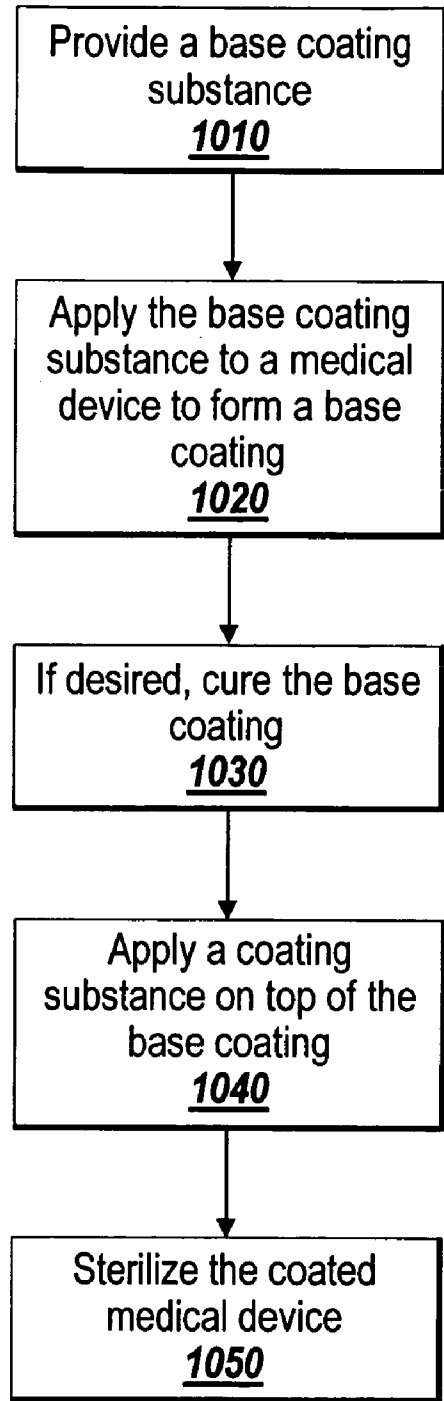 Provide a base coating
substance
1010
Apply the base coating
substance to a medical
device to form a base
coating
1020
If desired, cure the base
coating
1030
Apply a coating
substance on top of the
base coating
1040
Sterilize the coated
medical device
1050